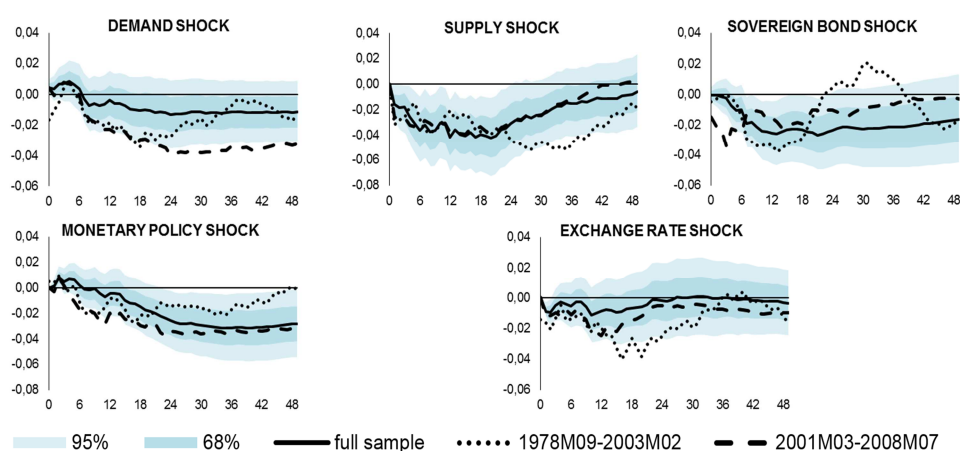 DEMAND SHOCK
0,04
0,02
0,00
-0,02
-0,04
-0,06
0 6 12 18 24 30 36 42 48
SUPPLY SHOCK
0,04
0,02
0,00
-0,02
-0,04
-0,06
-0,08
0 6 12 18 24 30 36 42 48
SOVEREIGN BOND SHOCK
0,04
0,02
0,00
-0,02
-0,04
-0,06
0 6 12 18 24 30 36 42 48
MONETARY POLICY SHOCK
0,04
0,02
0,00
-0,02
-0,04
-0,06
-0,08
0 6 12 18 24 30 36 42 48
EXCHANGE RATE SHOCK
0,04
0,02
0,00
-0,02
-0,04
-0,06
0 6 12 18 24 30 36 42 48
95% 68% full sample 1978M09-2003M02 2001M03-2008M07